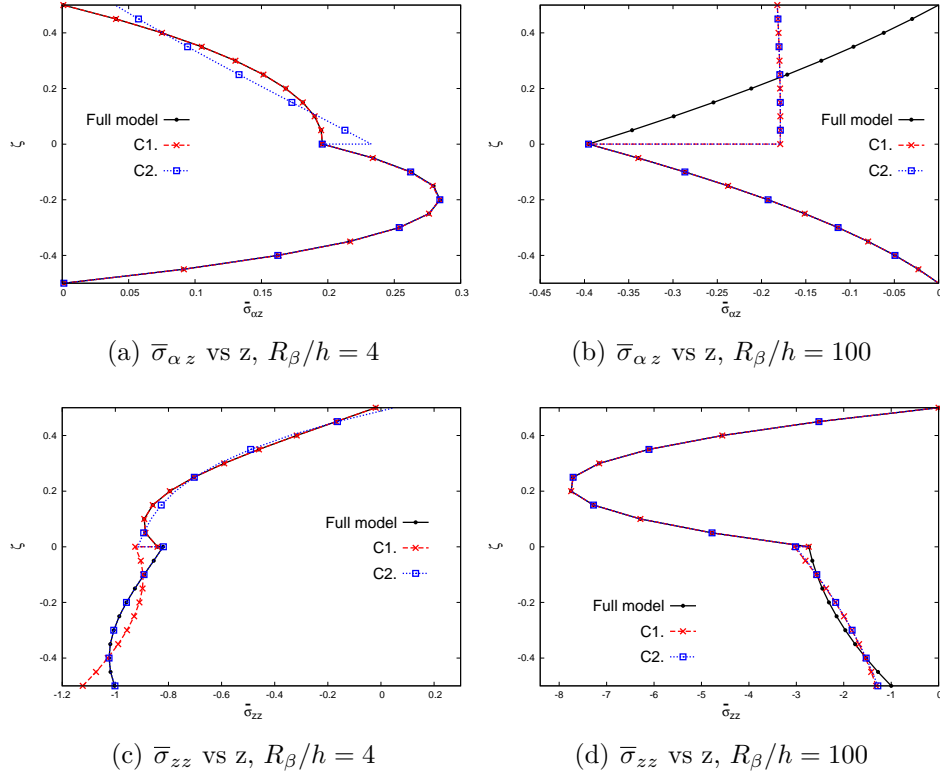 0.4
0.2
0
-0.2
-0.4
ζ
Full model
C1.
C2.
0 0.05 0.1 0.15 0.2 0.25 0.3
σ̄αz
(a) σ̄α z vs z, Rβ/h = 4
0.4
0.2
0
-0.2
-0.4
ζ
Full model
C1.
C2.
-0.45 -0.4 -0.35 -0.3 -0.25 -0.2 -0.15 -0.1 -0.05 0
σ̄αz
(b) σ̄α z vs z, Rβ/h = 100
0.4
0.2
0
-0.2
-0.4
ζ
Full model
C1.
C2.
-1.2 -1 -0.8 -0.6 -0.4 -0.2 0 0.2
σ̄zz
(c) σ̄zz vs z, Rβ/h = 4
0.4
0.2
0
-0.2
-0.4
ζ
Full model
C1.
C2.
-8 -7 -6 -5 -4 -3 -2 -1 0
σ̄zz
(d) σ̄zz vs z, Rβ/h = 100